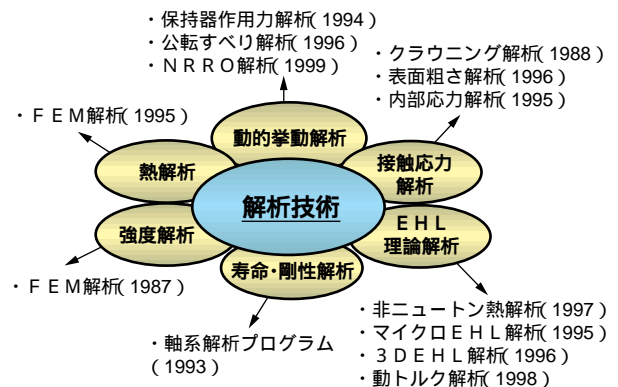 ・保持器作用力解析(1994)
・公転すべり解析(1996)
・ＮＲＲＯ解析(1999)
・クラウニング解析(1988)
・表面粗さ解析(1996)
・内部応力解析(1995)
・ＦＥＭ解析(1995)
動的挙動解析
熱解析
接触応力
解析
解析技術
強度解析
ＥＨＬ
理論解析
寿命・剛性解析
・ＦＥＭ解析(1987)
・軸系解析プログラム
(1993)
・非ニュートン熱解析(1997)
・マイクロＥＨＬ解析(1995)
・３ＤＥＨＬ解析(1996)
・動トルク解析(1998)